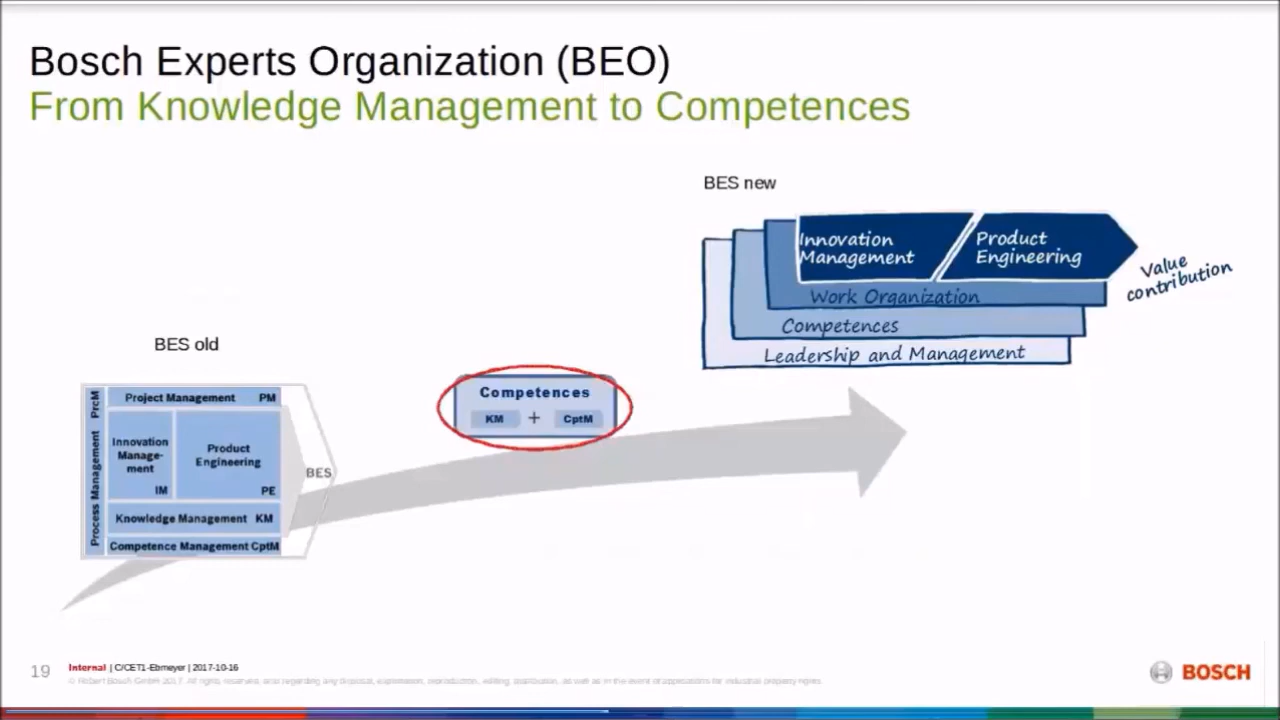 Bosch Experts Organization (BEO)
From Knowledge Management to Competences
BES new
Innovation
Management
Product
Engineering
Value
contribution
Work Organization
Competences
Leadership and Management
BES old
Process Management PrcM
Project Management PM
Innovation
Manage-
ment
IM
Product
Engineering
PE
Knowledge Management KM
Competence Management CptM
BES
Competences
KM + CptM
19
Internal | C/CET1-Ebmeyer | 2017-10-16
© Robert Bosch GmbH 2017. All rights reserved, also regarding any disposal, exploitation, reproduction, editing, distribution, as well as in the event of applications for industrial property rights.
BOSCH